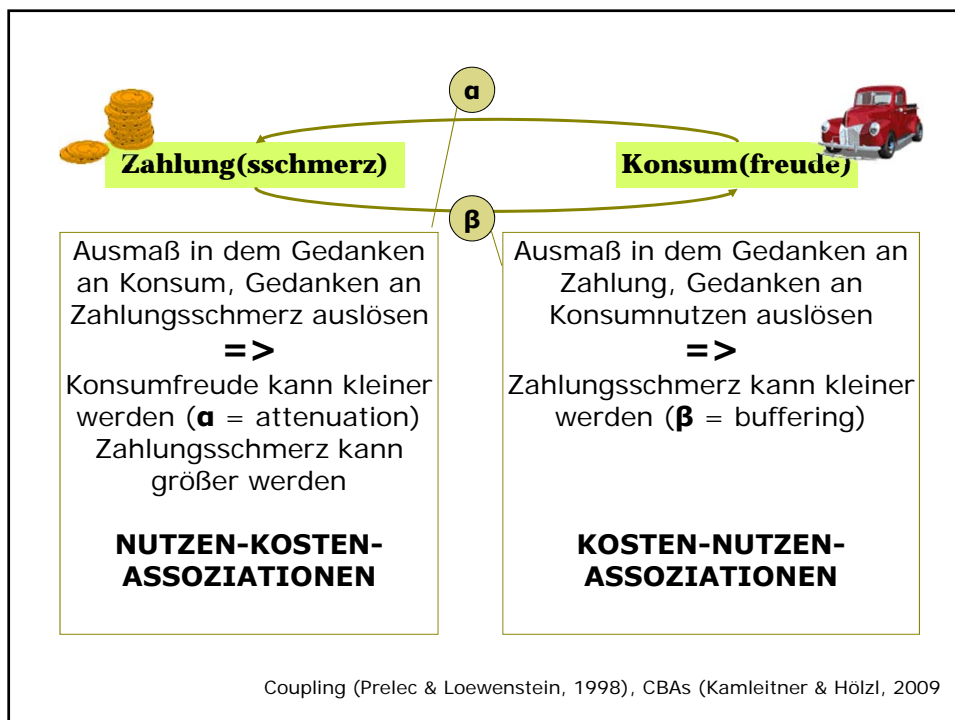 α
Zahlung(sschmerz)
Konsum(freude)
β
Ausmaß in dem Gedanken
an Konsum, Gedanken an
Zahlungsschmerz auslösen
=>
Konsumfreude kann kleiner
werden (α = attenuation)
Zahlungsschmerz kann
größer werden
NUTZEN-KOSTEN-
ASSOZIATIONEN
Ausmaß in dem Gedanken an
Zahlung, Gedanken an
Konsumnutzen auslösen
=>
Zahlungsschmerz kann kleiner
werden (β = buffering)
KOSTEN-NUTZEN-
ASSOZIATIONEN
Coupling (Prelec & Loewenstein, 1998), CBAs (Kamleitner & Hölzl, 2009